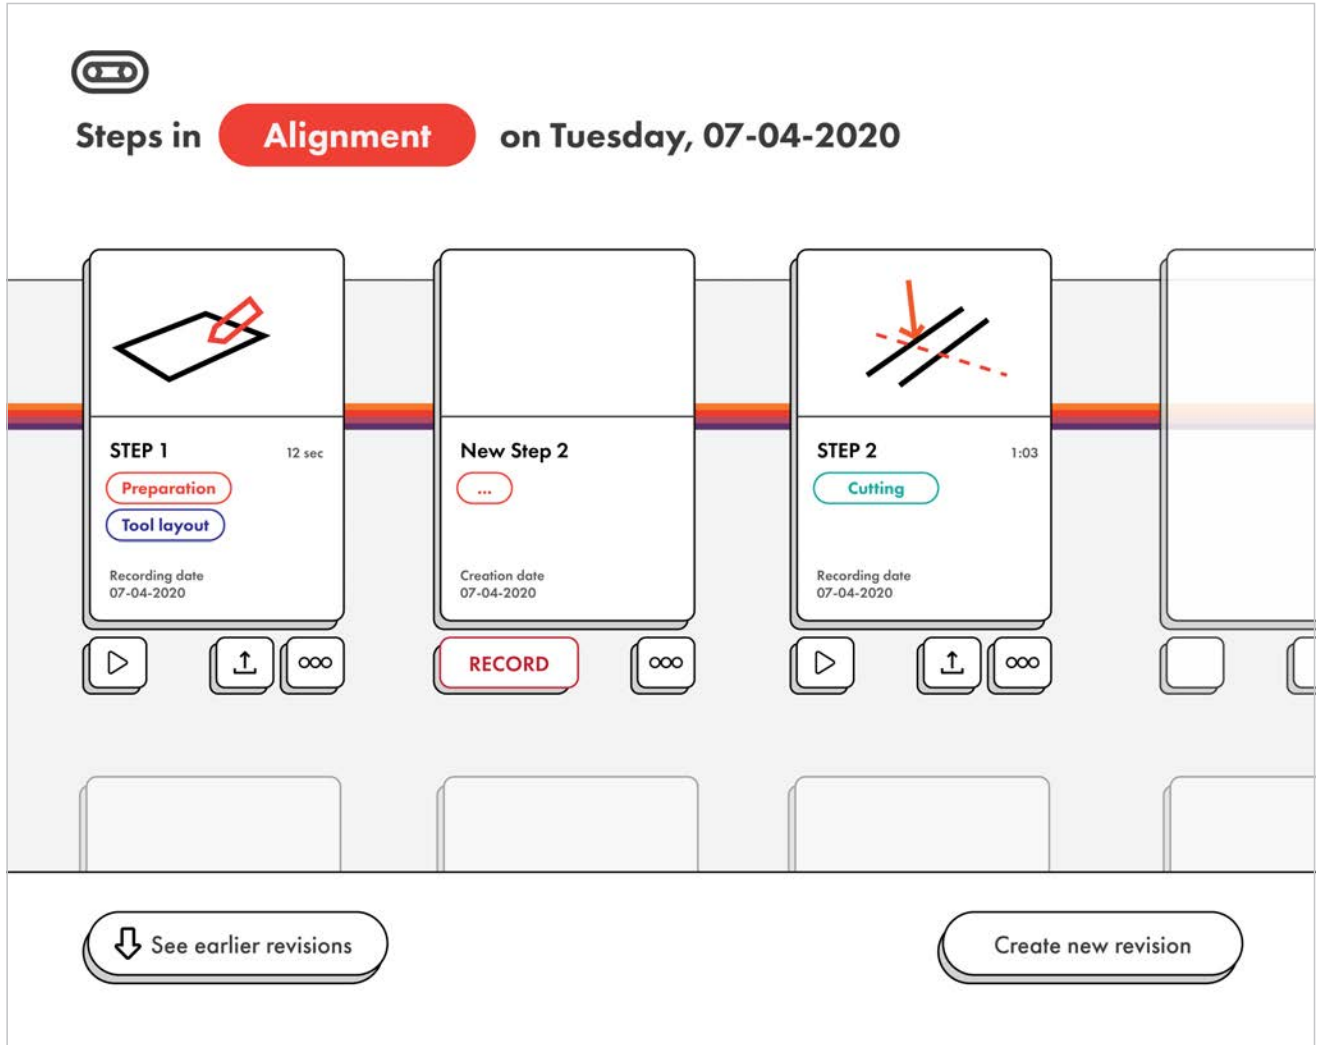 Steps in Alignment on Tuesday, 07-04-2020
STEP 1 12 sec
Preparation
Tool layout
Recording date
07-04-2020
New Step 2
...
Creation date
07-04-2020
RECORD
STEP 2 1:03
Cutting
Recording date
07-04-2020
See earlier revisions
Create new revision